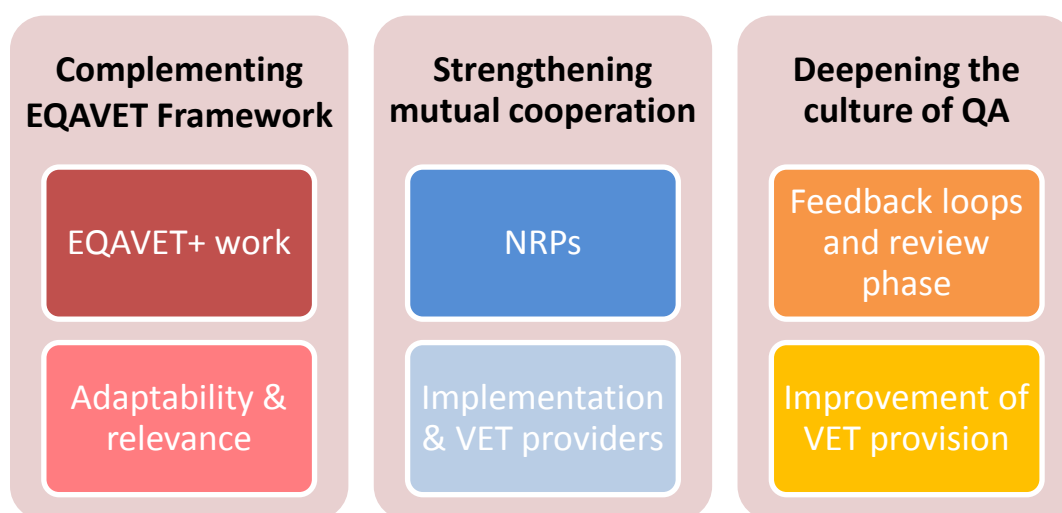 Complementing
EQAVET Framework
EQAVET+ work
Adaptability &
relevance
Strengthening
mutual cooperation
NRPs
Implementation
& VET providers
Deepening the
culture of QA
Feedback loops
and review
phase
Improvement of
VET provision